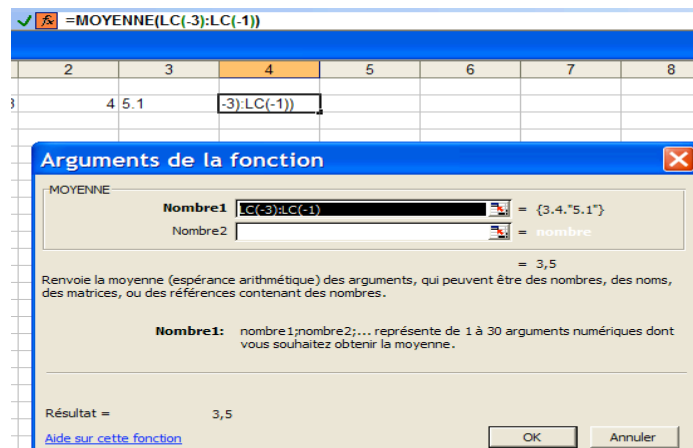 =MOYENNE(LC(-3):LC(-1))
2 3 4 5 6 7 8
3 4 5.1 -3):LC(-1))
Arguments de la fonction
MOYENNE
Nombre1 LC(-3):LC(-1) = {3.4."5.1"}
Nombre2 = nombre
= 3,5
Renvoie la moyenne (espérance arithmétique) des arguments, qui peuvent être des nombres, des noms,
des matrices, ou des références contenant des nombres.
Nombre1: nombre1;nombre2;... représente de 1 à 30 arguments numériques dont
vous souhaitez obtenir la moyenne.
Résultat = 3,5
Aide sur cette fonction OK Annuler